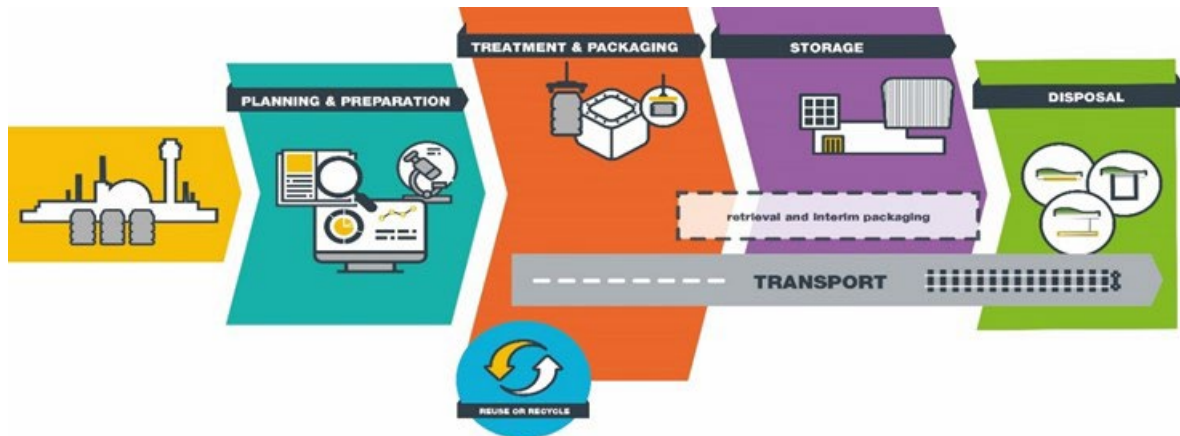 PLANNING & PREPARATION
TREATMENT & PACKAGING
STORAGE
DISPOSAL
retrieval and interim packaging
TRANSPORT
REUSE OR RECYCLE